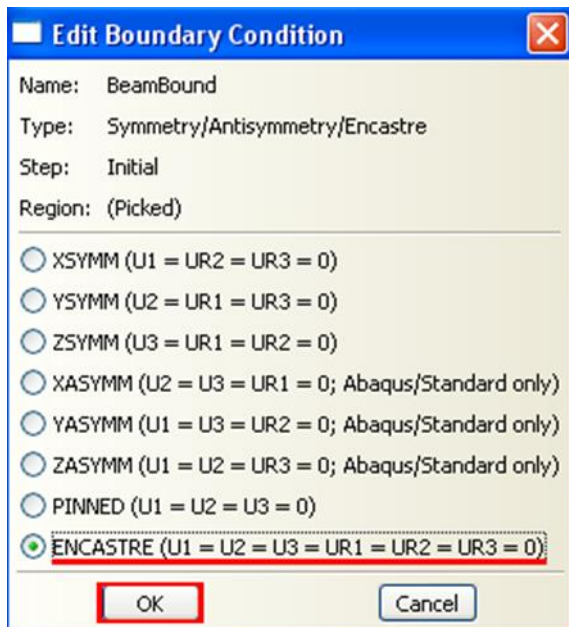 Edit Boundary Condition
Name: BeamBound
Type: Symmetry/Antisymmetry/Encastre
Step: Initial
Region: (Picked)
XSYMM (U1 = UR2 = UR3 = 0)
YSYMM (U2 = UR1 = UR3 = 0)
ZSYMM (U3 = UR1 = UR2 = 0)
XASYMM (U2 = U3 = UR1 = 0; Abaqus/Standard only)
YASYMM (U1 = U3 = UR2 = 0; Abaqus/Standard only)
ZASYMM (U1 = U2 = UR3 = 0; Abaqus/Standard only)
PINNED (U1 = U2 = U3 = 0)
ENCASTRE (U1 = U2 = U3 = UR1 = UR2 = UR3 = 0)
OK Cancel